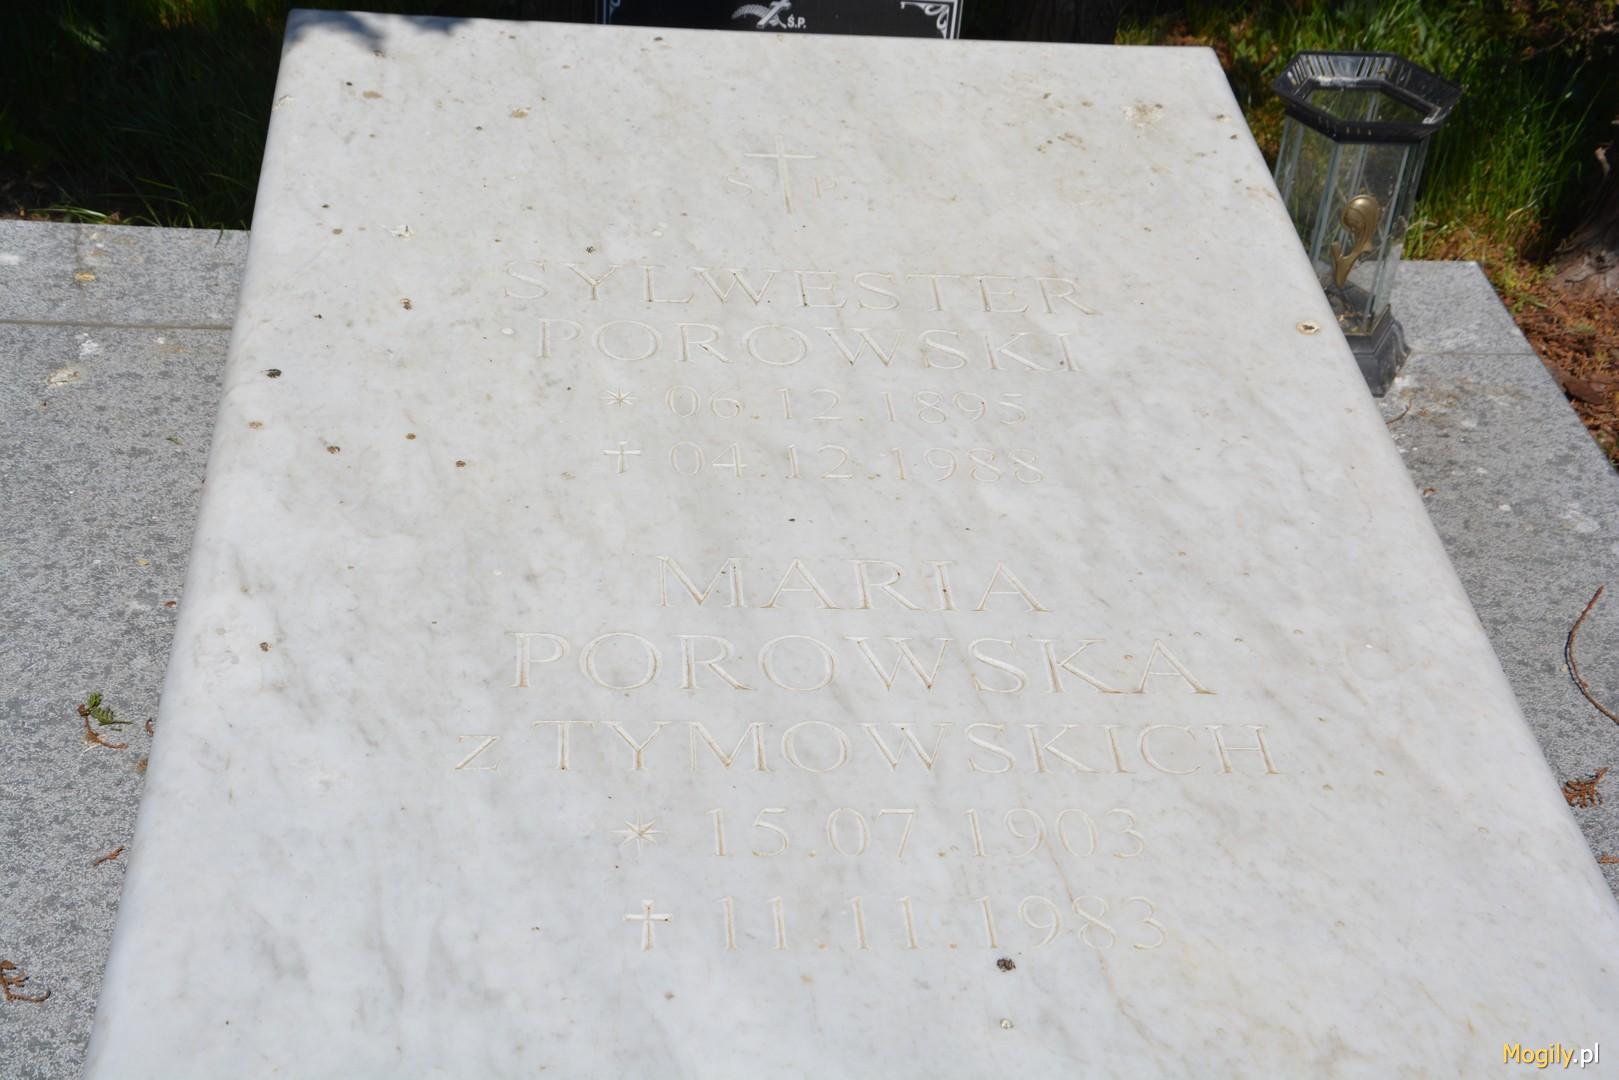 Ś.P.
S P
SYLWESTER
POROWSKI
* 06.12.1895
† 04.12.1988
MARIA
POROWSKA
z TYMOWSKICH
* 15.07.1903
† 11.11.1983
Mogily.pl